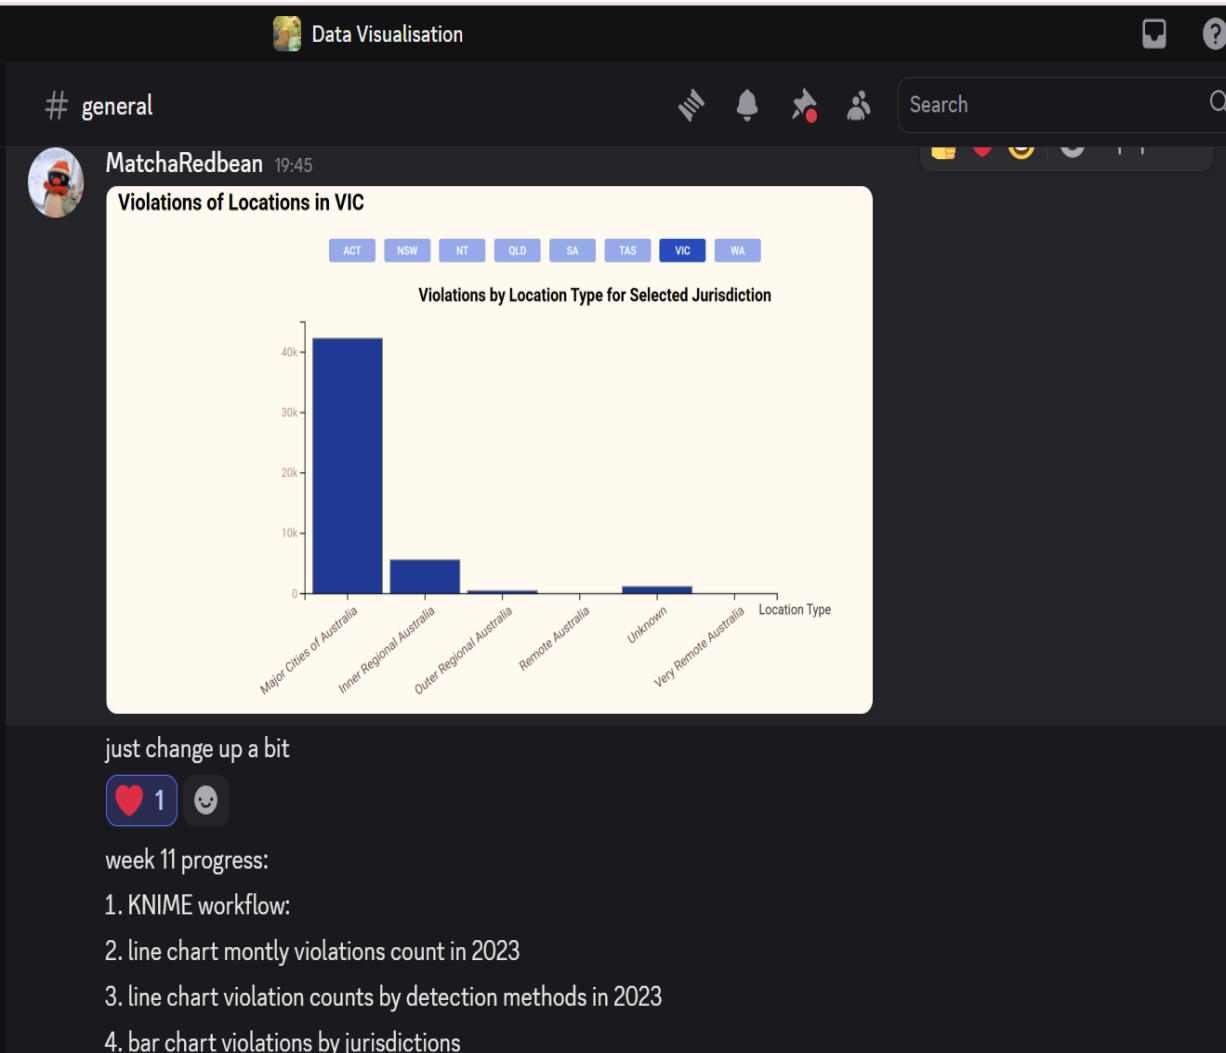 Data Visualisation
# general
Search
MatchaRedbean 19:45
Violations of Locations in VIC
ACT NSW NT QLD SA TAS VIC WA
Violations by Location Type for Selected Jurisdiction
40k
30k
20k
10k
0
Location Type
Major Cities of Australia
Inner Regional Australia
Outer Regional Australia
Remote Australia
Unknown
Very Remote Australia
just change up a bit
1
week 11 progress:
1. KNIME workflow:
2. line chart montly violations count in 2023
3. line chart violation counts by detection methods in 2023
4. bar chart violations by jurisdictions